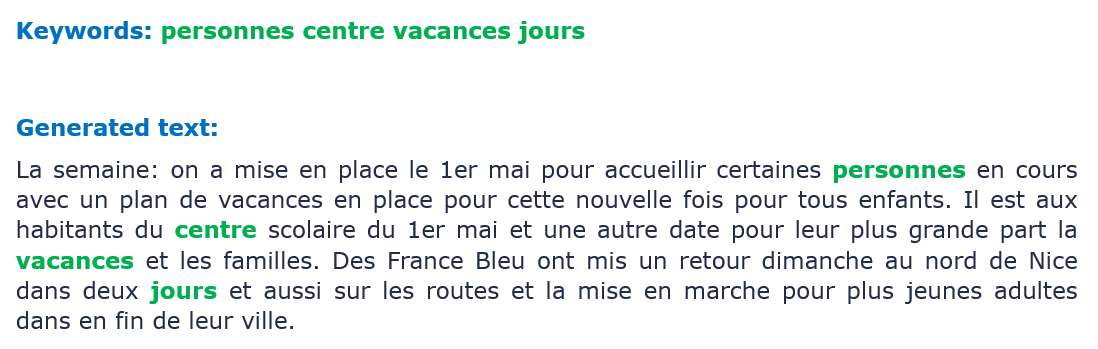 Keywords: personnes centre vacances jours
Generated text:
La semaine: on a mise en place le 1er mai pour accueillir certaines personnes en cours
avec un plan de vacances en place pour cette nouvelle fois pour tous enfants. Il est aux
habitants du centre scolaire du 1er mai et une autre date pour leur plus grande part la
vacances et les familles. Des France Bleu ont mis un retour dimanche au nord de Nice
dans deux jours et aussi sur les routes et la mise en marche pour plus jeunes adultes
dans en fin de leur ville.